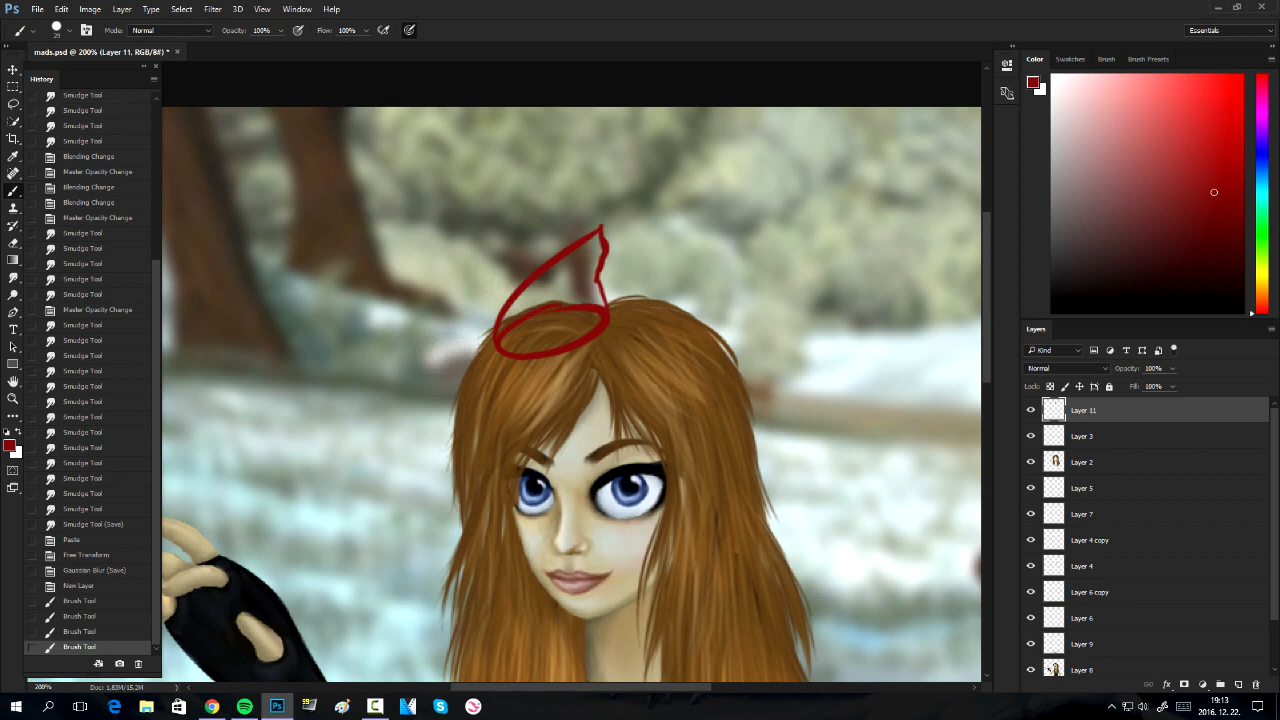 Ps File Edit Image Layer Type Select Filter 3D View Window Help
29 Mode: Normal Opacity: 100% Flow: 100% Essentials
mads.psd @ 200% (Layer 11, RGB/8#) * ×
History
Smudge Tool
Smudge Tool
Smudge Tool
Smudge Tool
Blending Change
Master Opacity Change
Blending Change
Blending Change
Master Opacity Change
Smudge Tool
Smudge Tool
Smudge Tool
Smudge Tool
Smudge Tool
Master Opacity Change
Smudge Tool
Smudge Tool
Smudge Tool
Smudge Tool
Smudge Tool
Smudge Tool
Smudge Tool
Smudge Tool
Smudge Tool
Smudge Tool
Smudge Tool
Smudge Tool
Smudge Tool
Smudge Tool (Save)
Paste
Free Transform
Gaussian Blur (Save)
New Layer
Brush Tool
Brush Tool
Brush Tool
Brush Tool
Color Swatches Brush Brush Presets
Layers
Kind
Normal Opacity: 100%
Lock: Fill: 100%
Layer 11
Layer 3
Layer 2
Layer 5
Layer 7
Layer 4 copy
Layer 4
Layer 6 copy
Layer 6
Layer 9
Layer 8
200% Doc: 1,83M/15,2M
19:13
2016. 12. 22.